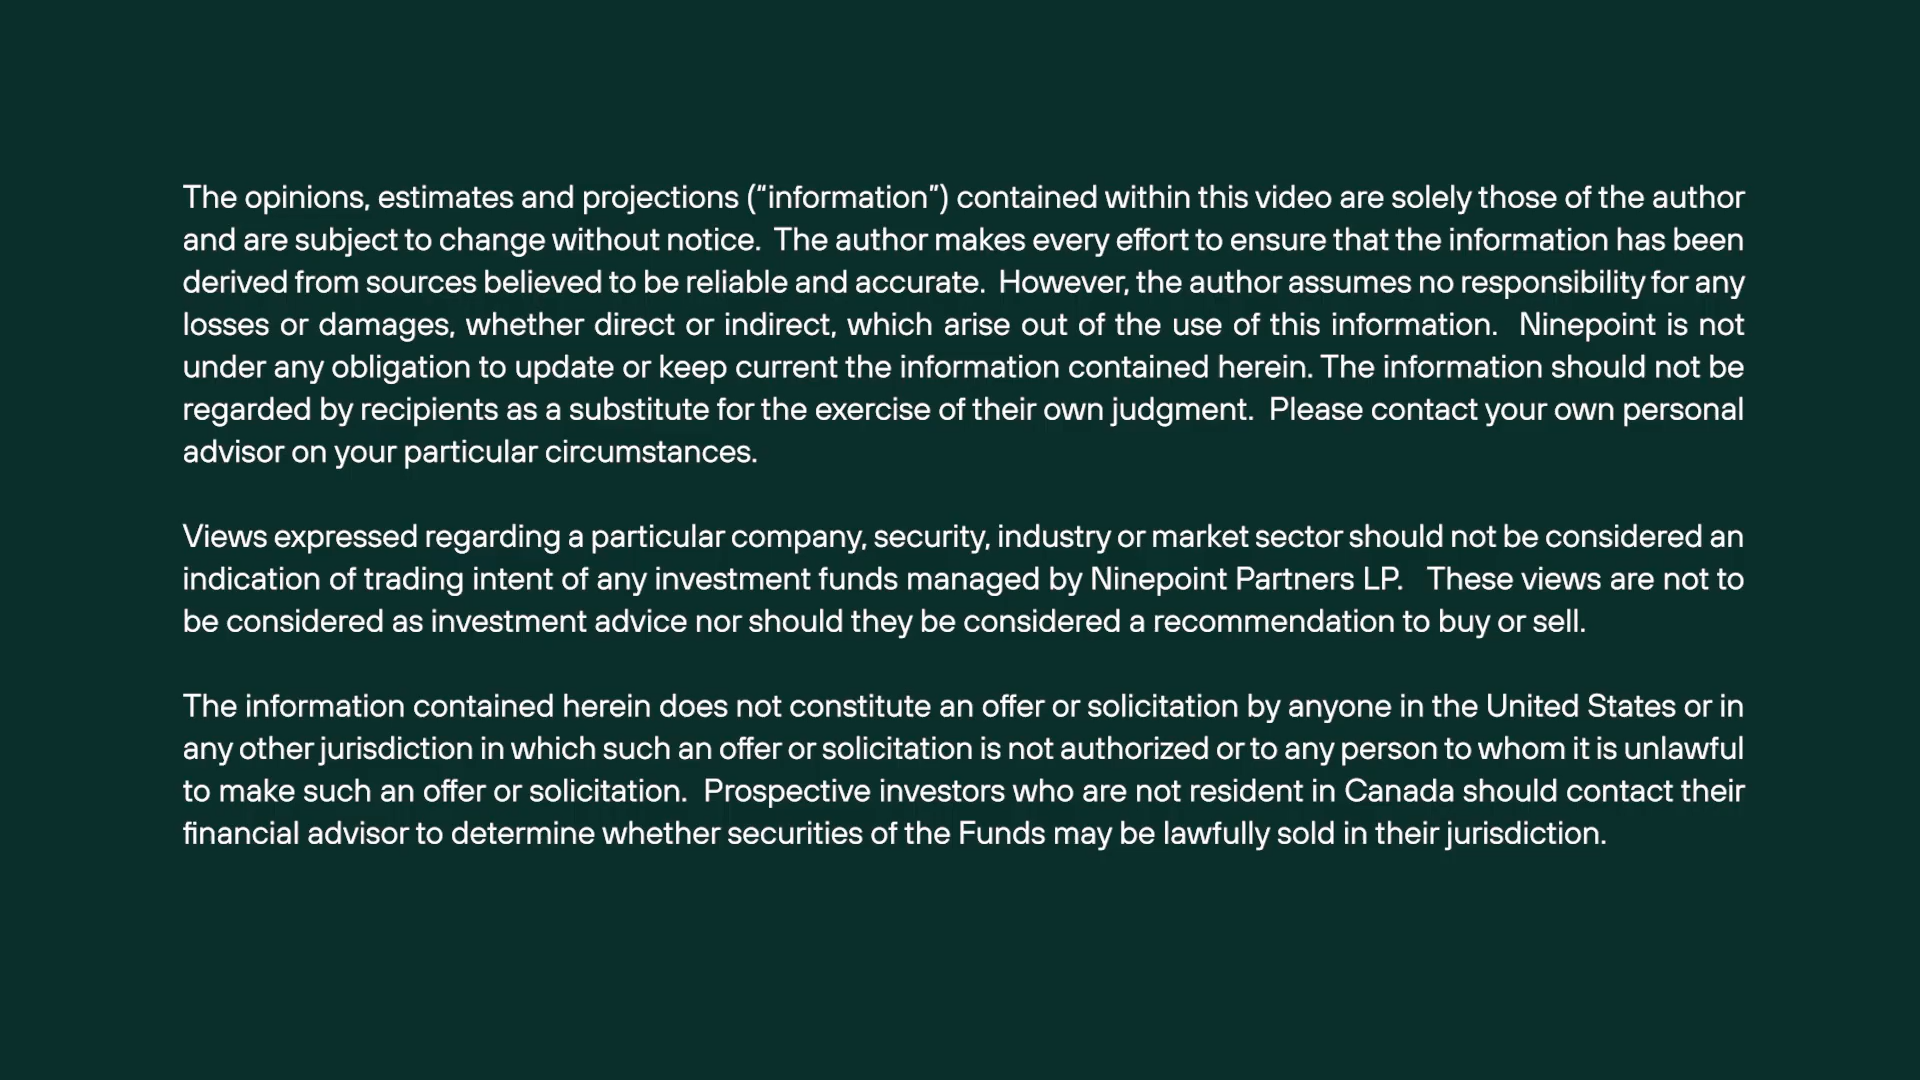 The opinions, estimates and projections (“information”) contained within this video are solely those of the author
and are subject to change without notice.  The author makes every effort to ensure that the information has been
derived from sources believed to be reliable and accurate.  However, the author assumes no responsibility for any
losses or damages, whether direct or indirect, which arise out of the use of this information.  Ninepoint is not
under any obligation to update or keep current the information contained herein. The information should not be
regarded by recipients as a substitute for the exercise of their own judgment.  Please contact your own personal
advisor on your particular circumstances.
Views expressed regarding a particular company, security, industry or market sector should not be considered an
indication of trading intent of any investment funds managed by Ninepoint Partners LP.   These views are not to
be considered as investment advice nor should they be considered a recommendation to buy or sell.
The information contained herein does not constitute an offer or solicitation by anyone in the United States or in
any other jurisdiction in which such an offer or solicitation is not authorized or to any person to whom it is unlawful
to make such an offer or solicitation.  Prospective investors who are not resident in Canada should contact their
financial advisor to determine whether securities of the Funds may be lawfully sold in their jurisdiction.